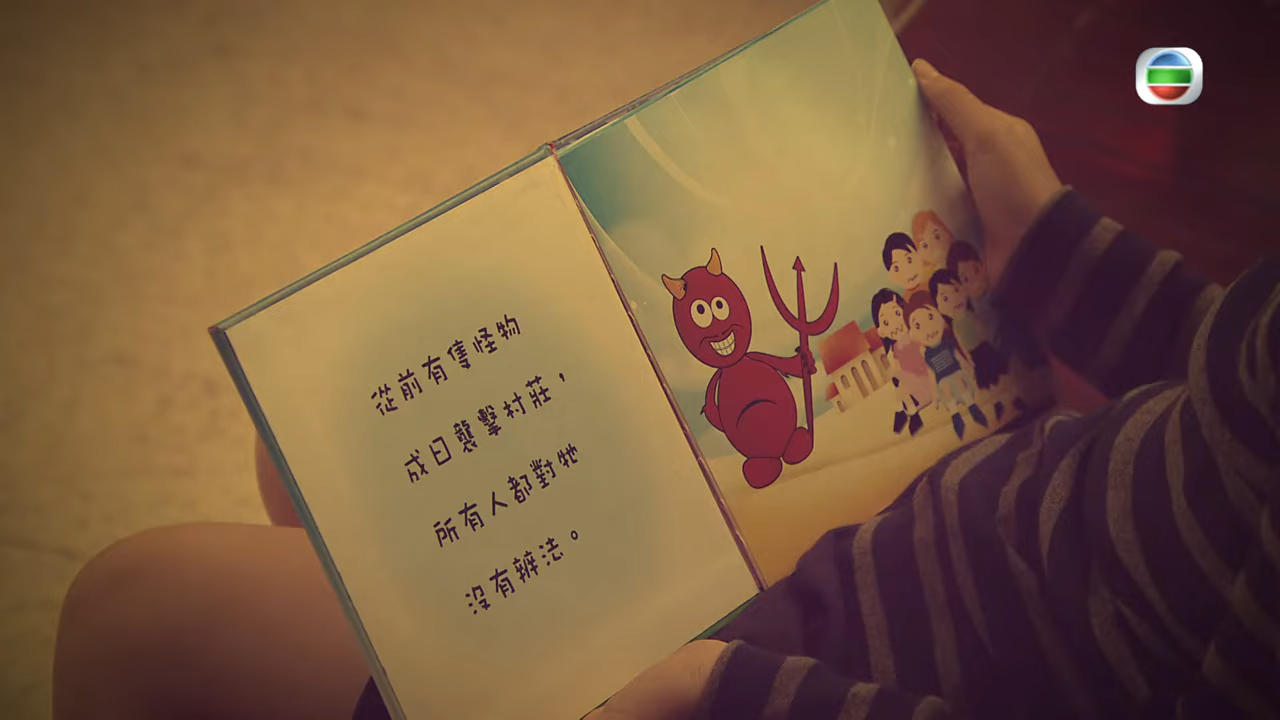 從前有隻怪物
成日襲擊村莊，
所有人都對牠
沒有辨法。